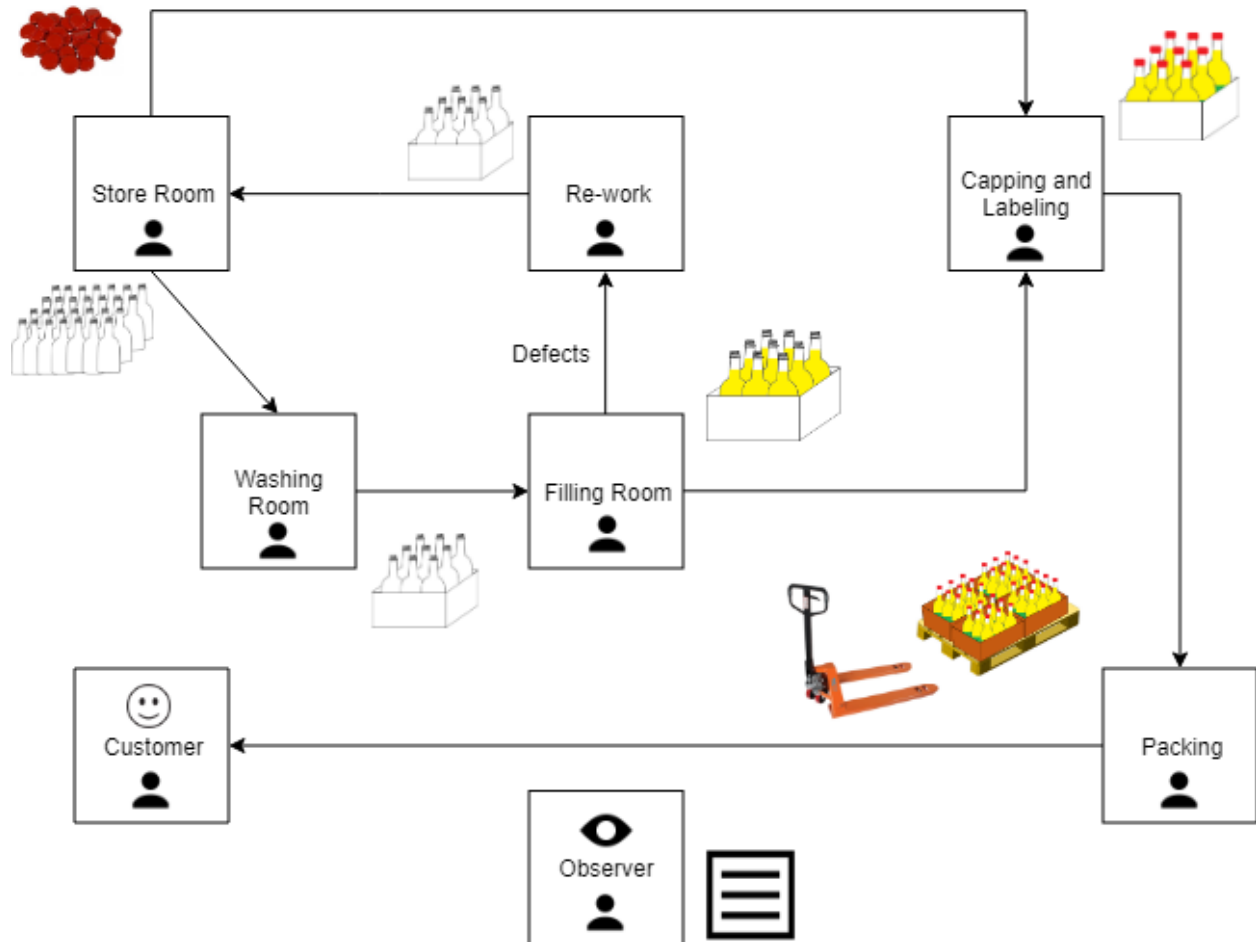 Store Room
Re-work
Capping and
Labeling
Defects
Washing
Room
Filling Room
Customer
Packing
Observer